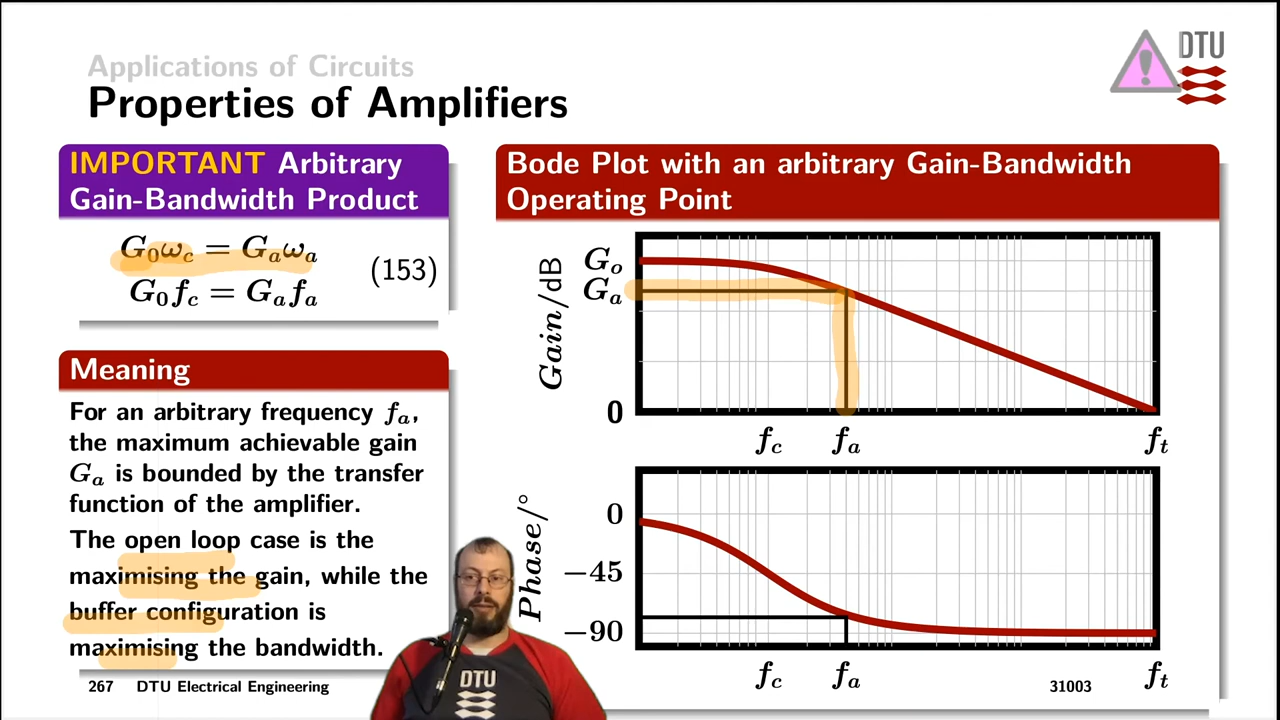 Applications of Circuits
Properties of Amplifiers
DTU
IMPORTANT Arbitrary
Gain-Bandwidth Product
G₀ω_c = G_aω_a
G₀f_c = G_af_a
(153)
Meaning
For an arbitrary frequency f_a,
the maximum achievable gain
G_a is bounded by the transfer
function of the amplifier.
The open loop case is the
maximising the gain, while the
buffer configuration is
maximising the bandwidth.
Bode Plot with an arbitrary Gain-Bandwidth
Operating Point
Gain/dB
G_o
G_a
0
f_c f_a f_t
Phase/°
0
−45
−90
f_c f_a f_t
DTU
267 DTU Electrical Engineering
31003